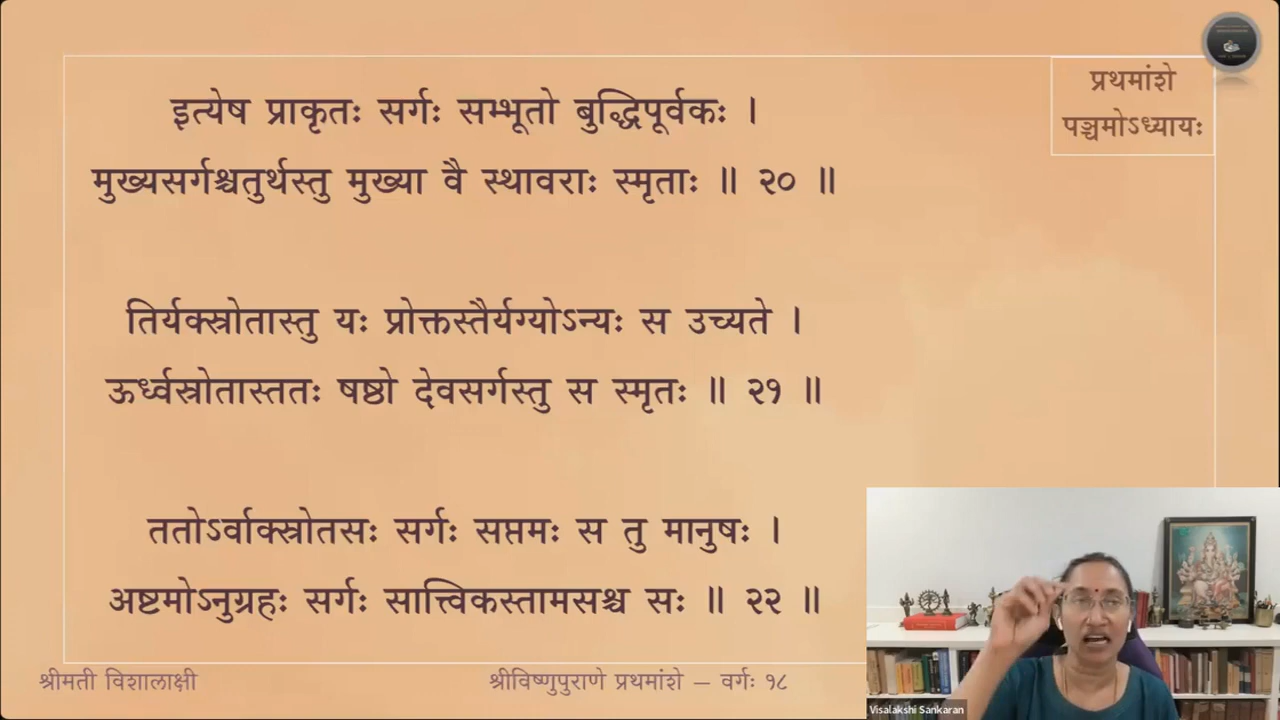 प्रथमांशे
पञ्चमोऽध्यायः
इत्येष प्राकृतः सर्गः सम्भूतो बुद्धिपूर्वकः ।
मुख्यसर्गश्चतुर्थस्तु मुख्या वै स्थावराः स्मृताः ॥ २० ॥
तिर्यक्स्रोतास्तु यः प्रोक्तस्तैर्यग्योऽन्यः स उच्यते ।
ऊर्ध्वस्रोतास्ततः षष्ठो देवसर्गस्तु स स्मृतः ॥ २१ ॥
ततोऽर्वाक्स्रोतसः सर्गः सप्तमः स तु मानुषः ।
अष्टमोऽनुग्रहः सर्गः सात्त्विकस्तामसश्च सः ॥ २२ ॥
श्रीमती विशालाक्षी
श्रीविष्णुपुराणे प्रथमांशे – वर्गः १८
Visalakshi Sankaran